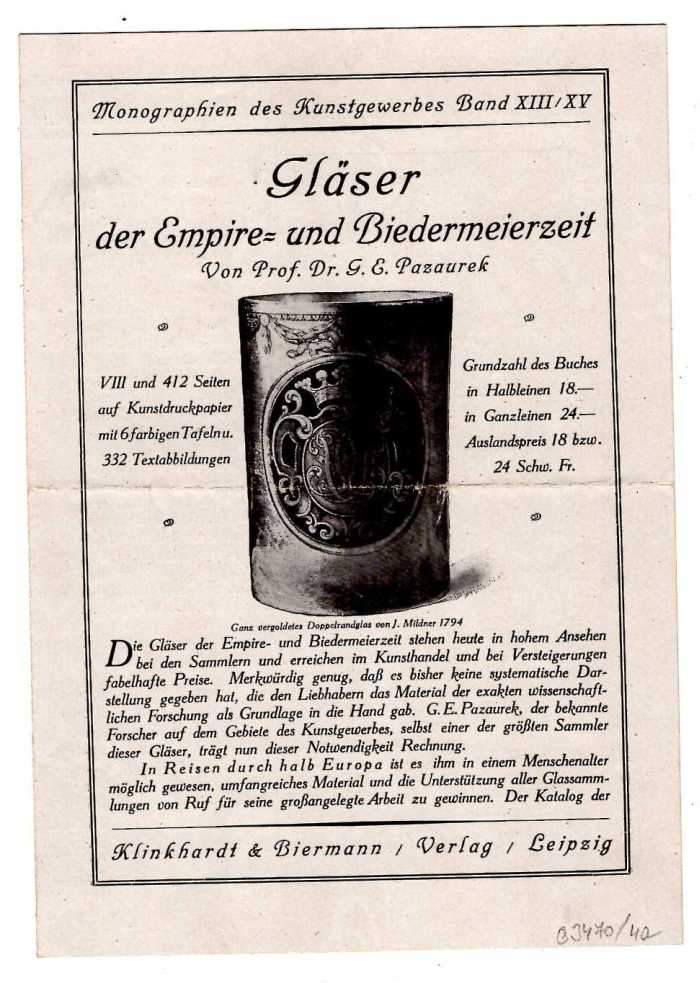 Monographien des Kunstgewerbes Band XIII/XV
Gläser
der Empire= und Biedermeierzeit
Von Prof. Dr. G. E. Pazaurek
VIII und 412 Seiten
auf Kunstdruckpapier
mit 6 farbigen Tafeln u.
332 Textabbildungen
Grundzahl des Buches
in Halbleinen 18.—
in Ganzleinen 24.—
Auslandspreis 18 bzw.
24 Schw. Fr.
Ganz vergoldetes Doppelrandglas von J. Mildner 1794
Die Gläser der Empire- und Biedermeierzeit stehen heute in hohem Ansehen
bei den Sammlern und erreichen im Kunsthandel und bei Versteigerungen
fabelhafte Preise. Merkwürdig genug, daß es bisher keine systematische Dar-
stellung gegeben hat, die den Liebhabern das Material der exakten wissenschaft-
lichen Forschung als Grundlage in die Hand gab. G. E. Pazaurek, der bekannte
Forscher auf dem Gebiete des Kunstgewerbes, selbst einer der größten Sammler
dieser Gläser, trägt nun dieser Notwendigkeit Rechnung.
In Reisen durch halb Europa ist es ihm in einem Menschenalter
möglich gewesen, umfangreiches Material und die Unterstützung aller Glassamm-
lungen von Ruf für seine großangelegte Arbeit zu gewinnen. Der Katalog der
Klinkhardt & Biermann / Verlag / Leipzig